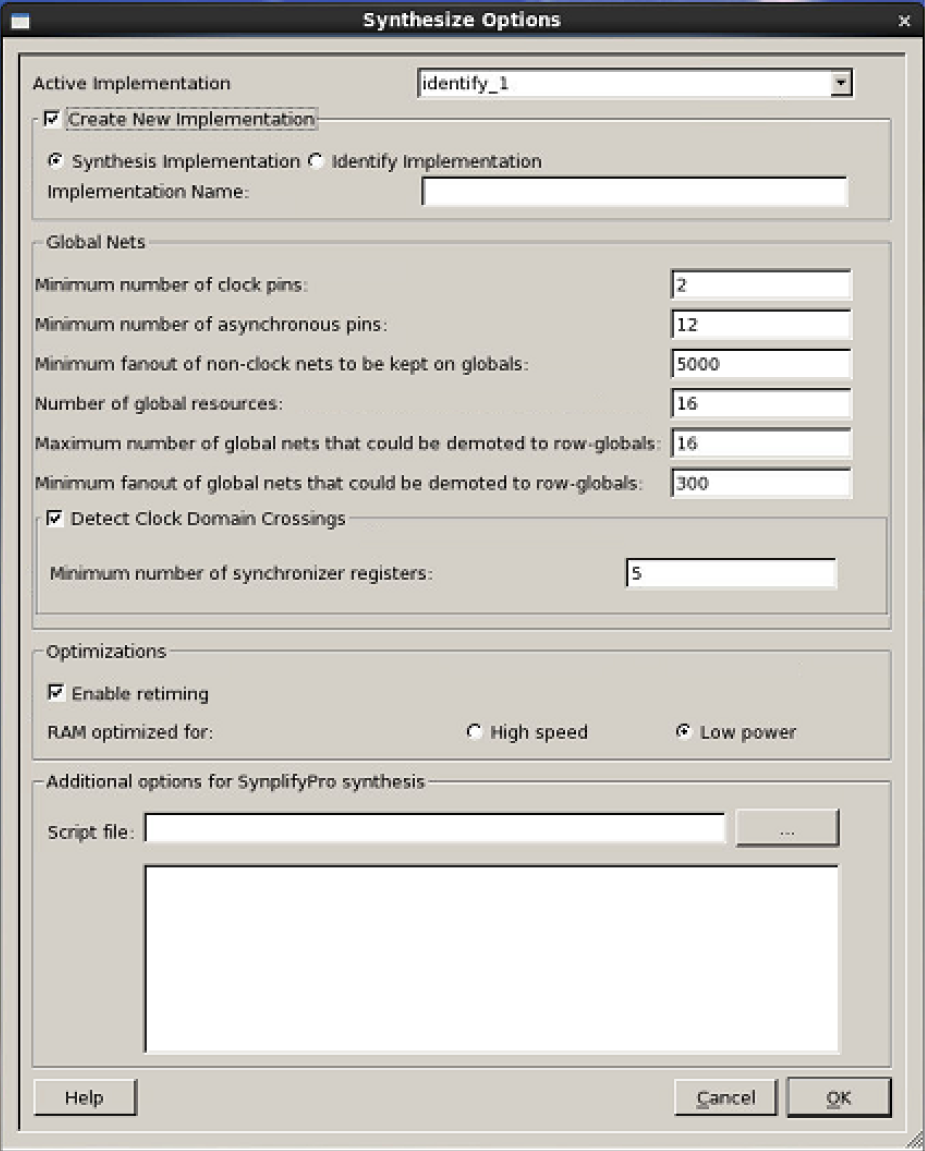 Synthesize Options
Active Implementation identify_1
Create New Implementation
Synthesis Implementation Identify Implementation
Implementation Name:
Global Nets
Minimum number of clock pins: 2
Minimum number of asynchronous pins: 12
Minimum fanout of non-clock nets to be kept on globals: 5000
Number of global resources: 16
Maximum number of global nets that could be demoted to row-globals: 16
Minimum fanout of global nets that could be demoted to row-globals: 300
Detect Clock Domain Crossings
Minimum number of synchronizer registers: 5
Optimizations
Enable retiming
RAM optimized for: High speed Low power
Additional options for SynplifyPro synthesis
Script file: ...
Help Cancel OK